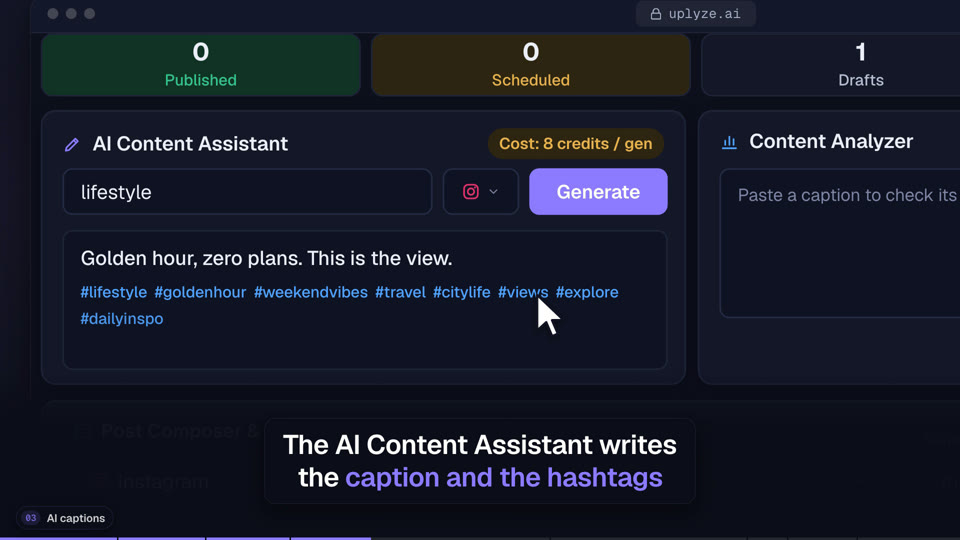 uplyze.ai
0
Published
0
Scheduled
1
Drafts
AI Content Assistant
Cost: 8 credits / gen
lifestyle
Generate
Golden hour, zero plans. This is the view.
#lifestyle #goldenhour #weekendvibes #travel #citylife #views #explore
#dailyinspo
Content Analyzer
Paste a caption to check its
Post Composer &
Instagram
The AI Content Assistant writes
the caption and the hashtags
03 AI captions